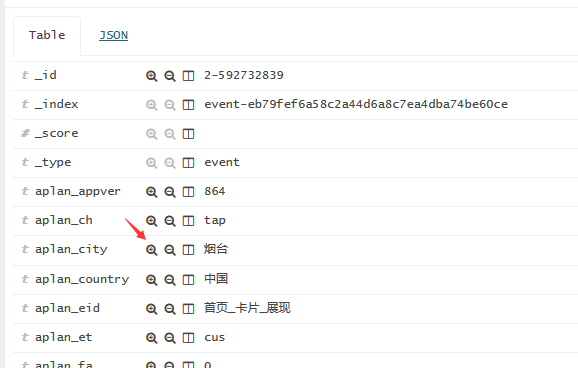 Table JSON
t _id 2-592732839
t _index event-eb79fef6a58c2a44d6a8c7ea4dba74be60ce
# _score
t _type event
t aplan_appver 864
t aplan_ch tap
t aplan_city 烟台
t aplan_country 中国
t aplan_eid 首页_卡片_展现
t aplan_et cus
t aplan_fa 0